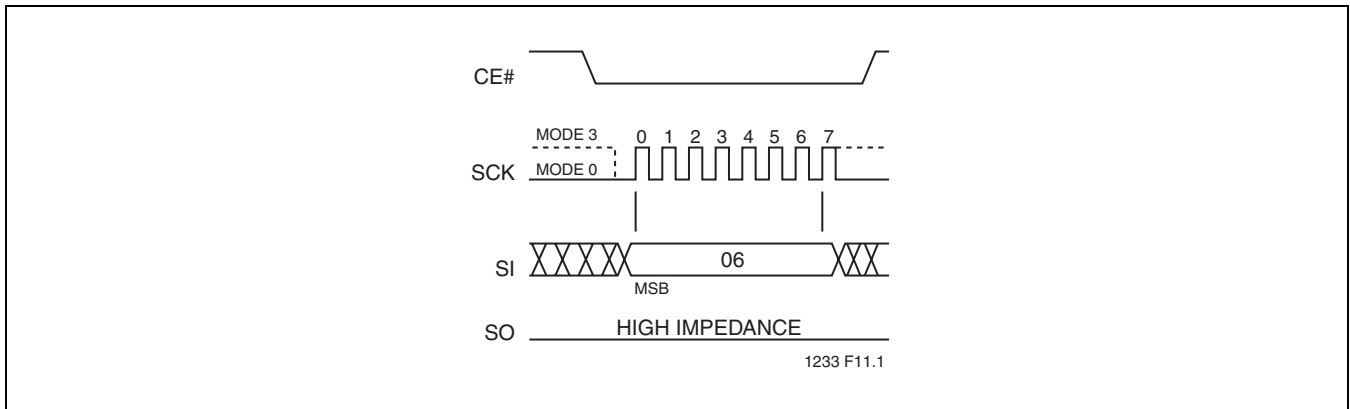 CE#
MODE 3
0 1 2 3 4 5 6 7
SCK
MODE 0
SI
06
MSB
SO
HIGH IMPEDANCE
1233 F11.1